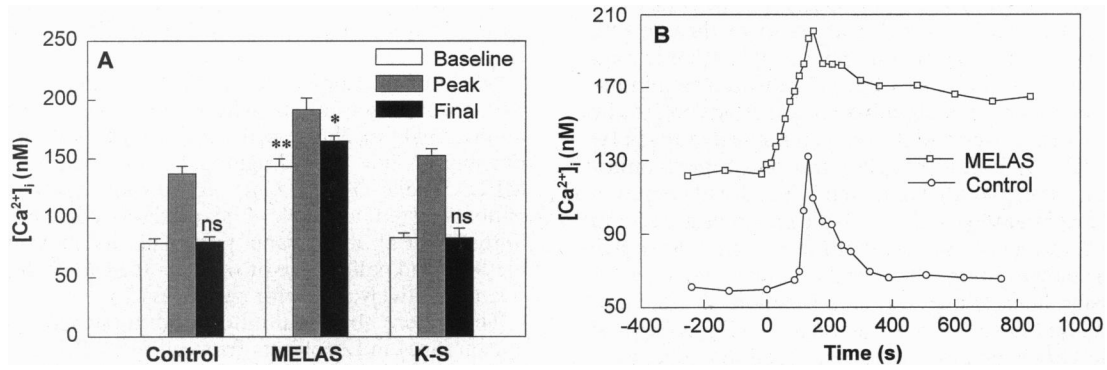 A
[Ca²⁺]ᵢ (nM)
250
200
150
100
50
0
Baseline
Peak
Final
**
*
ns
ns
Control
MELAS
K-S
B
[Ca²⁺]ᵢ (nM)
210
170
130
90
50
MELAS
Control
-400 -200 0 200 400 600 800 1000
Time (s)